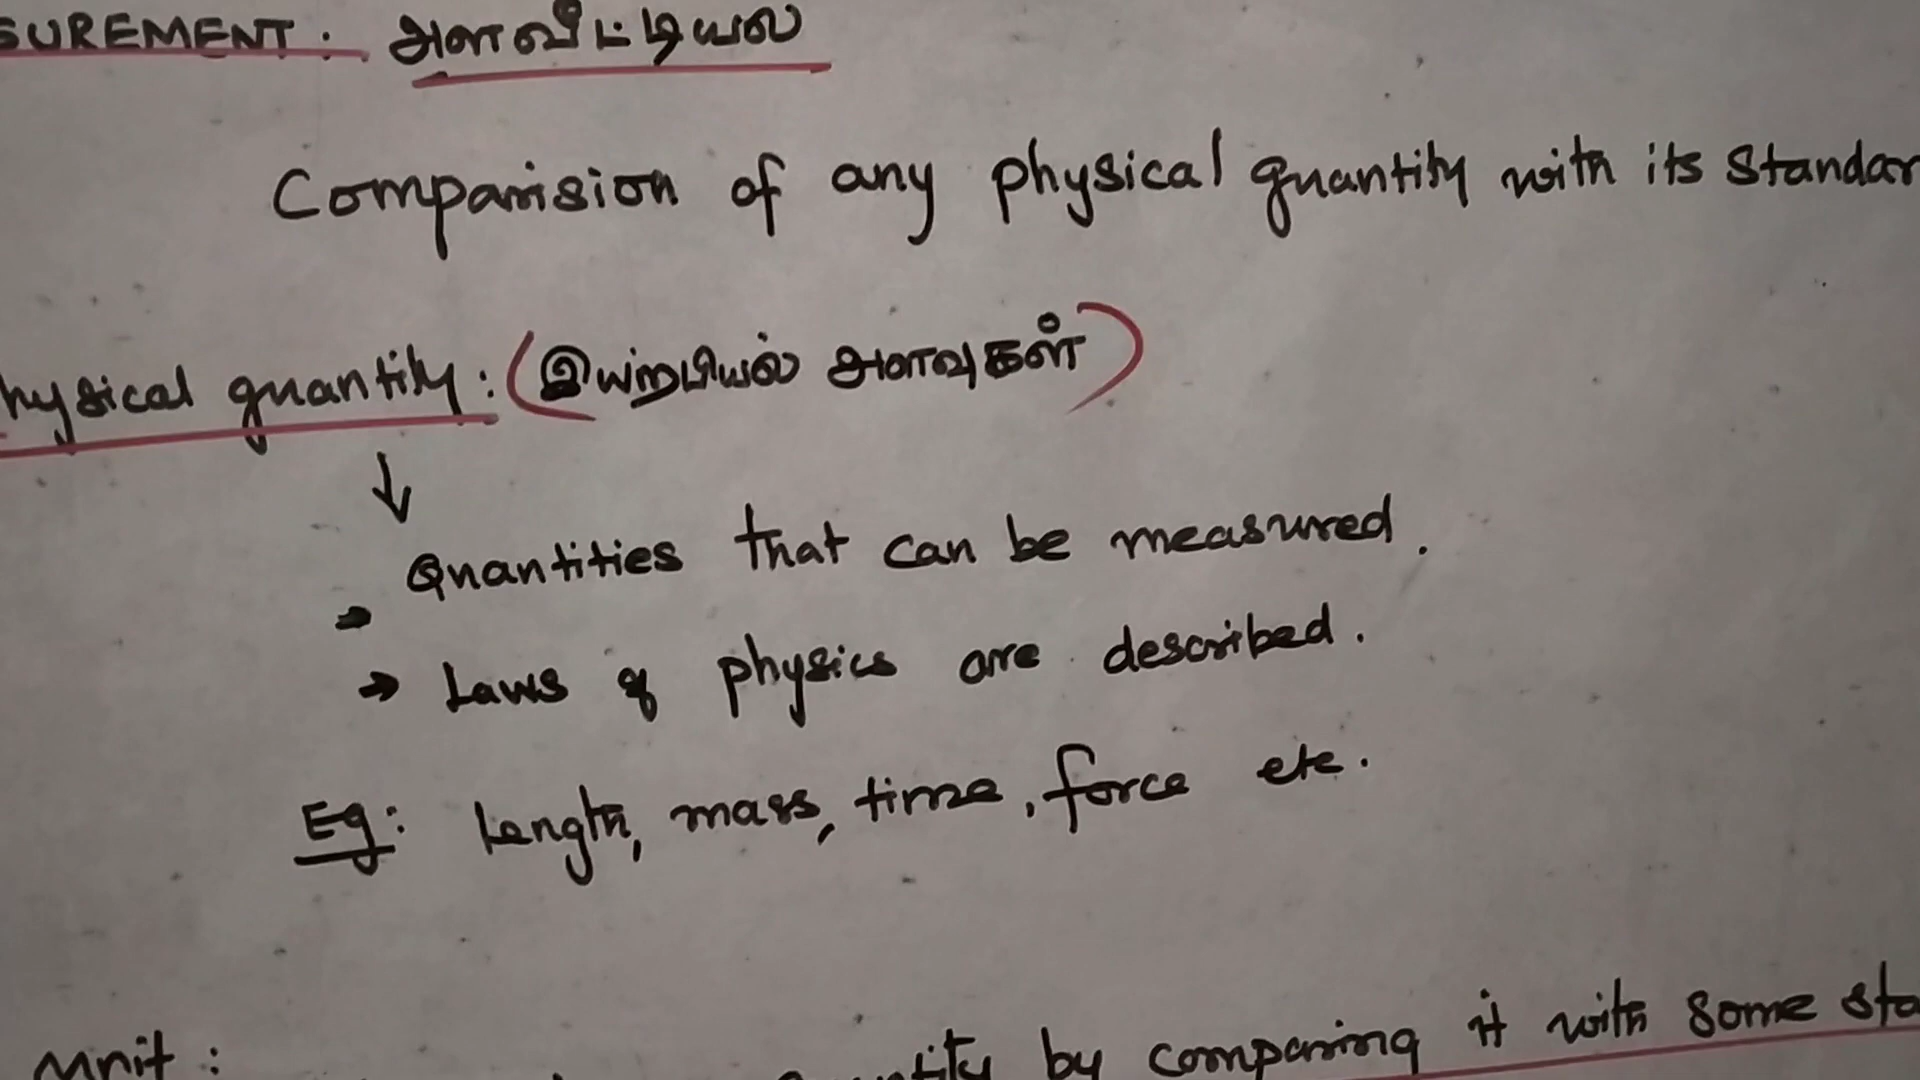 SUREMENT: அளவீட்டியல்
Comparision of any physical quantity with its Standar
hysical quantity: (இயற்பியல் அளவுகள்)
↓
Quantities that can be measured.
→
→ Laws of physics are described.
Eg: Length, mass, time, force etc.
Unit: by comparing it with some sta